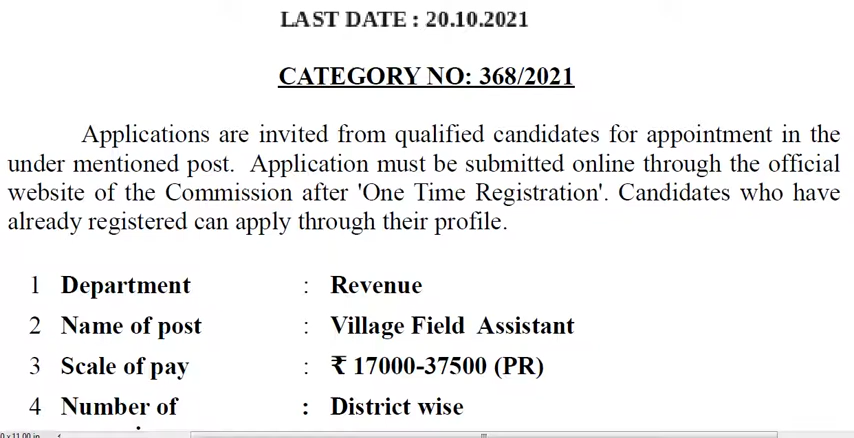 LAST DATE : 20.10.2021
CATEGORY NO: 368/2021
Applications are invited from qualified candidates for appointment in the
under mentioned post. Application must be submitted online through the official
website of the Commission after 'One Time Registration'. Candidates who have
already registered can apply through their profile.
1 Department : Revenue
2 Name of post : Village Field Assistant
3 Scale of pay : ₹ 17000-37500 (PR)
4 Number of : District wise